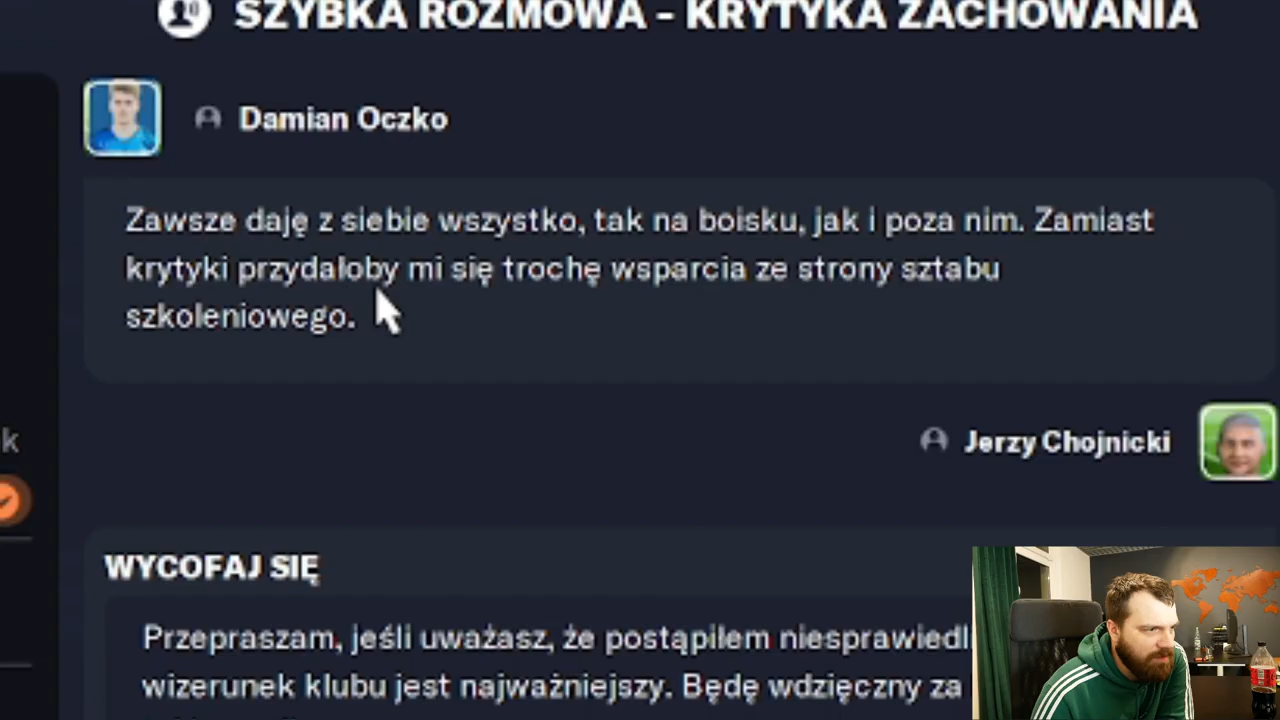 SZYBKA ROZMOWA – KRYTYKA ZACHOWANIA
Damian Oczko
Zawsze daję z siebie wszystko, tak na boisku, jak i poza nim. Zamiast
krytyki przydałoby mi się trochę wsparcia ze strony sztabu
szkoleniowego.
k
Jerzy Chojnicki
WYCOFAJ SIĘ
Przepraszam, jeśli uważasz, że postąpiłem
wizerunek klubu jest najważniejszy. Będę wdzięczny za